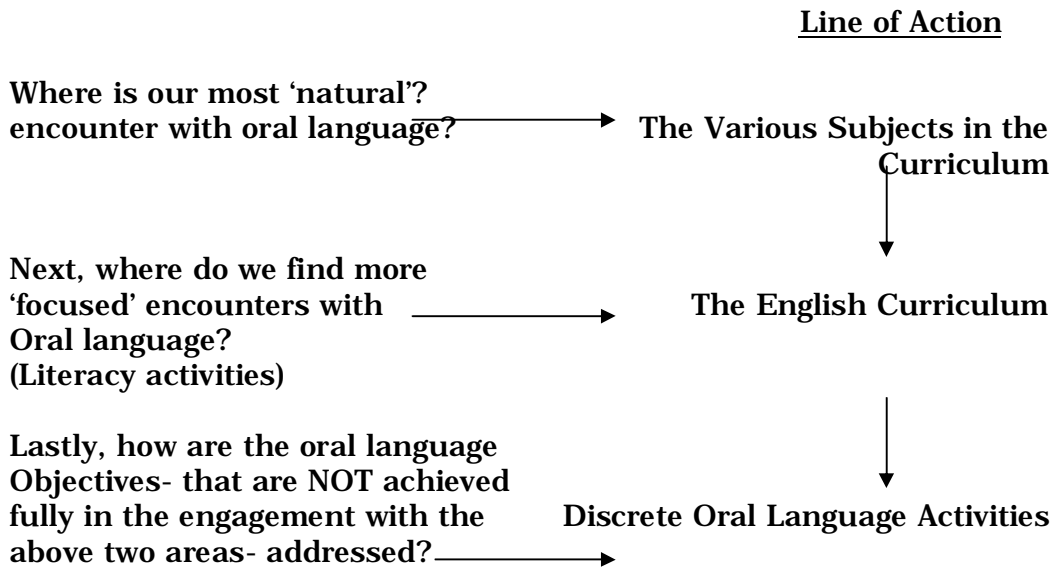 Line of Action
Where is our most ‘natural’?
encounter with oral language?
The Various Subjects in the
Curriculum
Next, where do we find more
‘focused’ encounters with
Oral language?
(Literacy activities)
The English Curriculum
Lastly, how are the oral language
Objectives- that are NOT achieved
fully in the engagement with the
above two areas- addressed?
Discrete Oral Language Activities